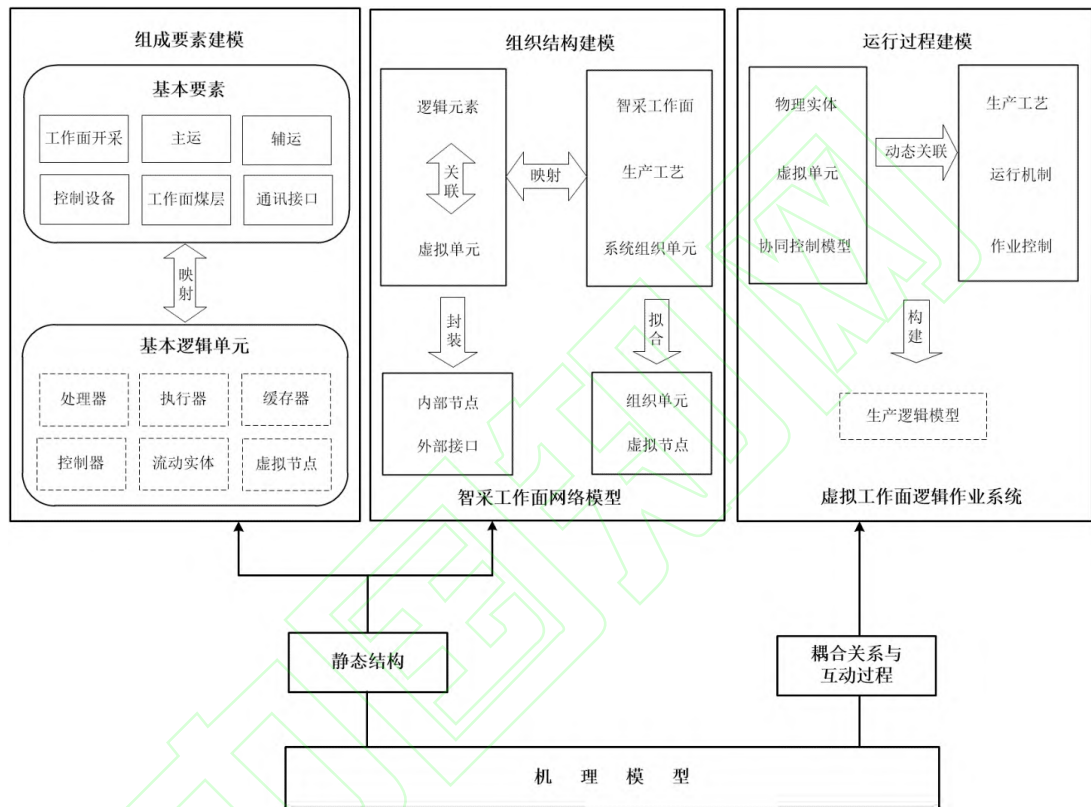 组成要素建模
基本要素
工作面开采
主运
辅运
控制设备
工作面煤层
通讯接口
映
射
基本逻辑单元
处理器
执行器
缓存器
控制器
流动实体
虚拟节点
组织结构建模
逻辑元素
关
联
虚拟单元
映射
智采工作面
生产工艺
系统组织单元
封
装
拟
合
内部节点
外部接口
组织单元
虚拟节点
智采工作面网络模型
运行过程建模
物理实体
虚拟单元
协同控制模型
动态关联
生产工艺
运行机制
作业控制
构
建
生产逻辑模型
虚拟工作面逻辑作业系统
静态结构
耦合关系与
互动过程
机 理 模 型
中国知网